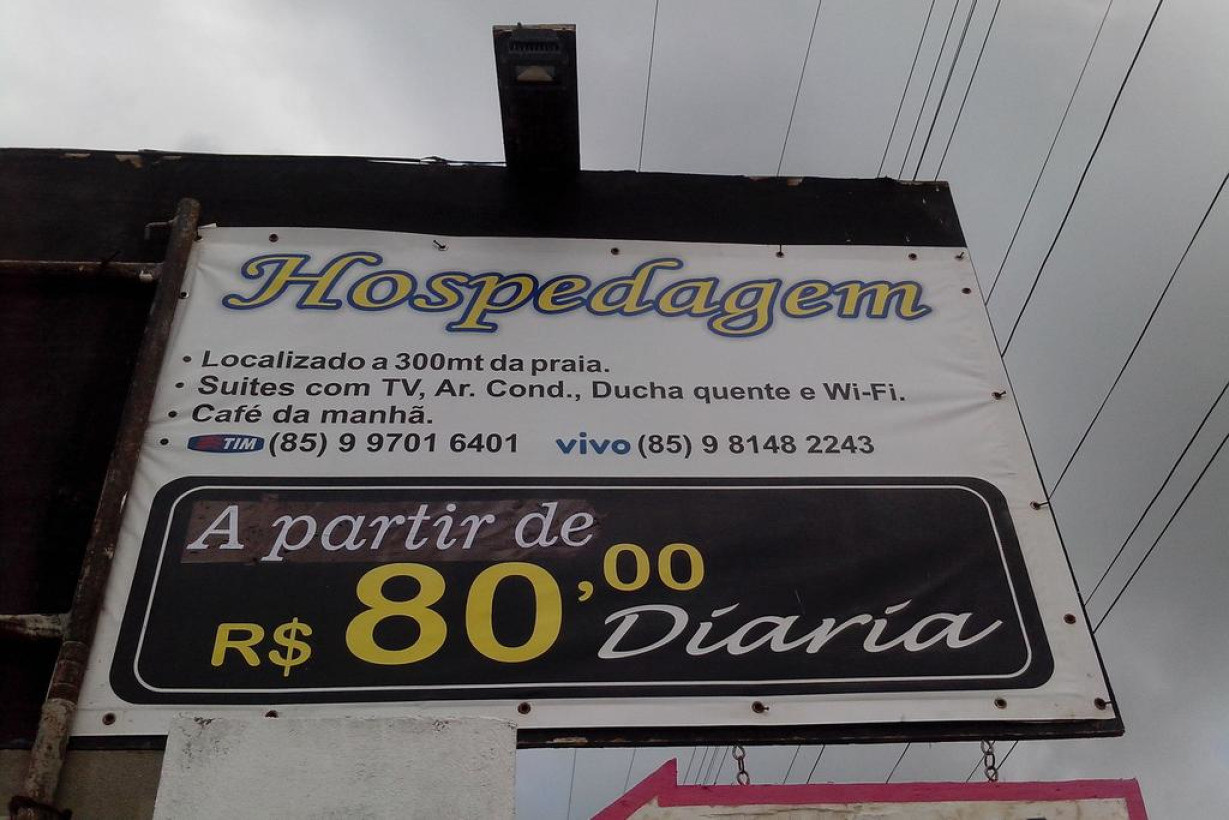 Hospedagem
• Localizado a 300mt da praia.
• Suites com TV, Ar. Cond., Ducha quente e Wi-Fi.
• Café da manhã.
• TIM (85) 9 9701 6401 vivo (85) 9 8148 2243
A partir de
R$ 80,00 Diaria